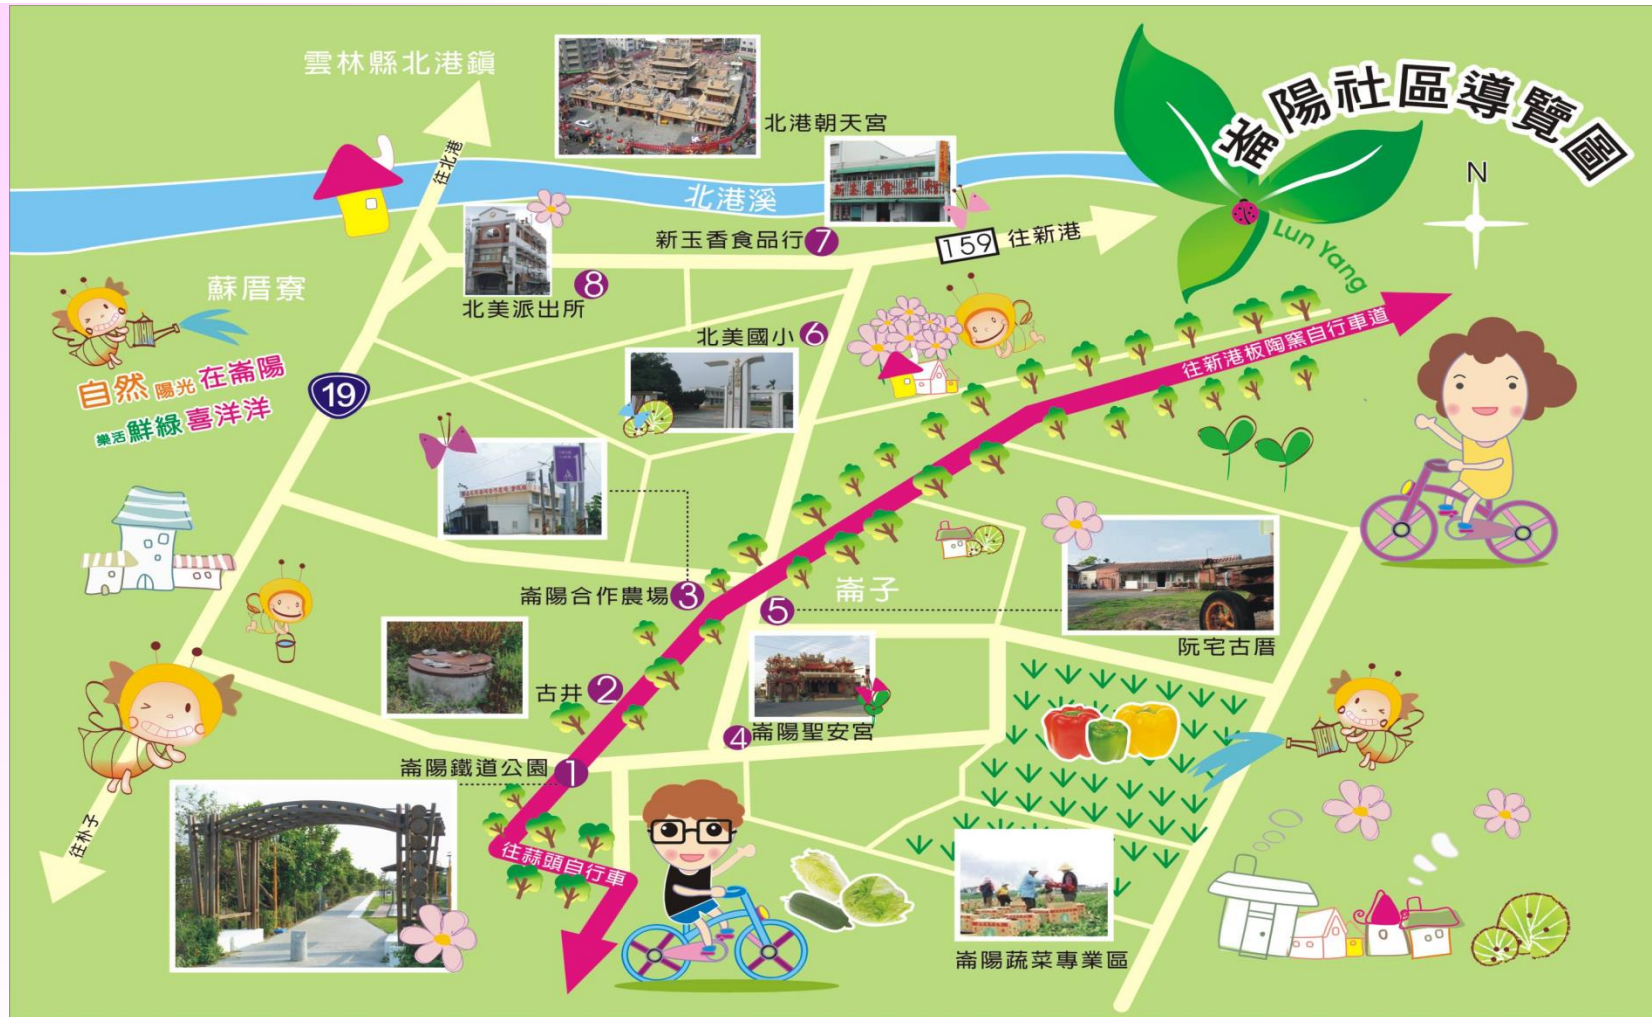 崙陽社區導覽圖
Lun Yang
N
雲林縣北港鎮
往北港
北港朝天宮
北港溪
新玉香食品行 7
159 往新港
8
北美派出所
蘇厝寮
自然 陽光 在崙陽
樂活 鮮綠 喜洋洋
19
北美國小 6
往新港板陶窯自行車道
崙陽合作農場 3
崙子
5
阮宅古厝
古井 2
4 崙陽聖安宮
崙陽鐵道公園 1
往朴子
往蒜頭自行車
崙陽蔬菜專業區